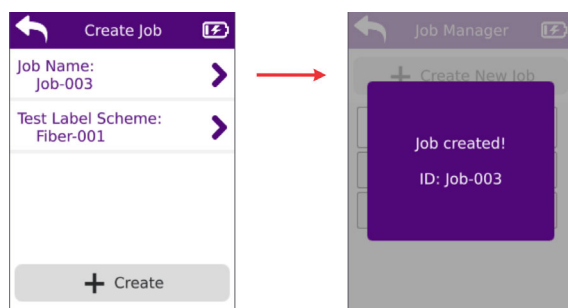 Create Job
Job Name:
Job-003
Test Label Scheme:
Fiber-001
+ Create
Job Manager
+ Create New Job
Job created!
ID: Job-003